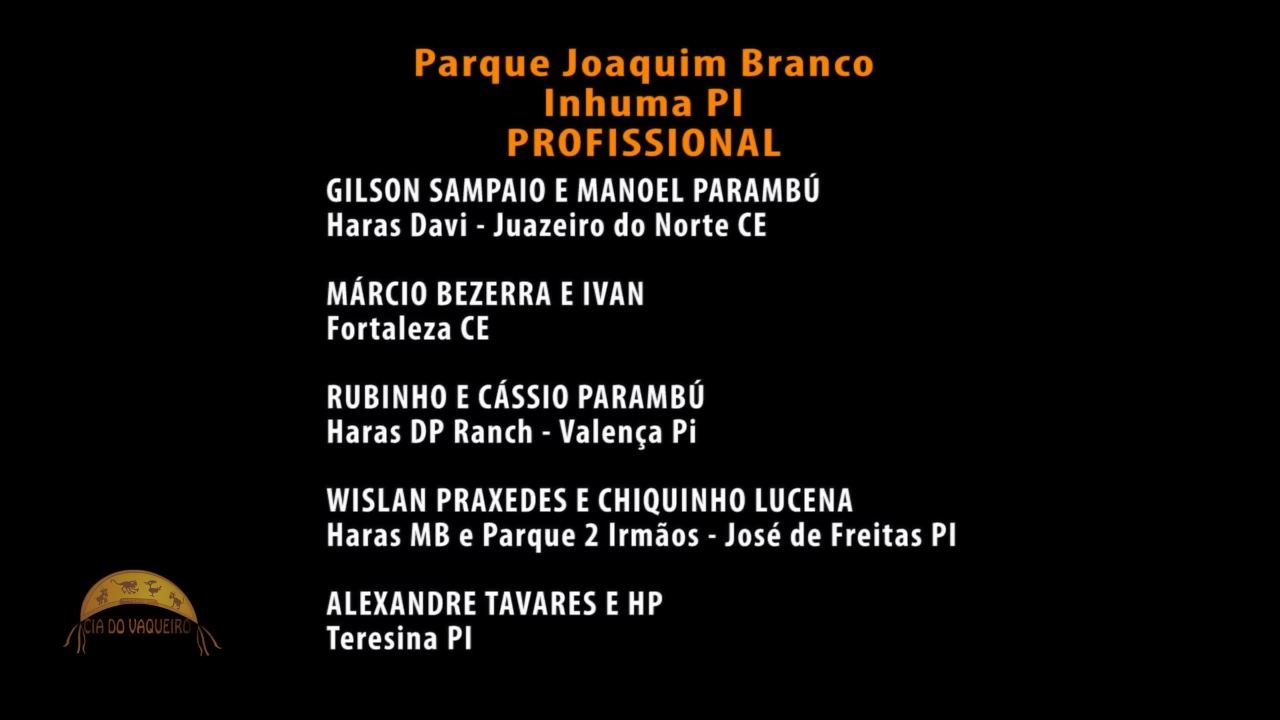 Parque Joaquim Branco
Inhuma PI
PROFISSIONAL
GILSON SAMPAIO E MANOEL PARAMBÚ
Haras Davi - Juazeiro do Norte CE
MÁRCIO BEZERRA E IVAN
Fortaleza CE
RUBINHO E CÁSSIO PARAMBÚ
Haras DP Ranch - Valença Pi
WISLAN PRAXEDES E CHIQUINHO LUCENA
Haras MB e Parque 2 Irmãos - José de Freitas PI
ALEXANDRE TAVARES E HP
Teresina PI
CIA DO VAQUEIRO